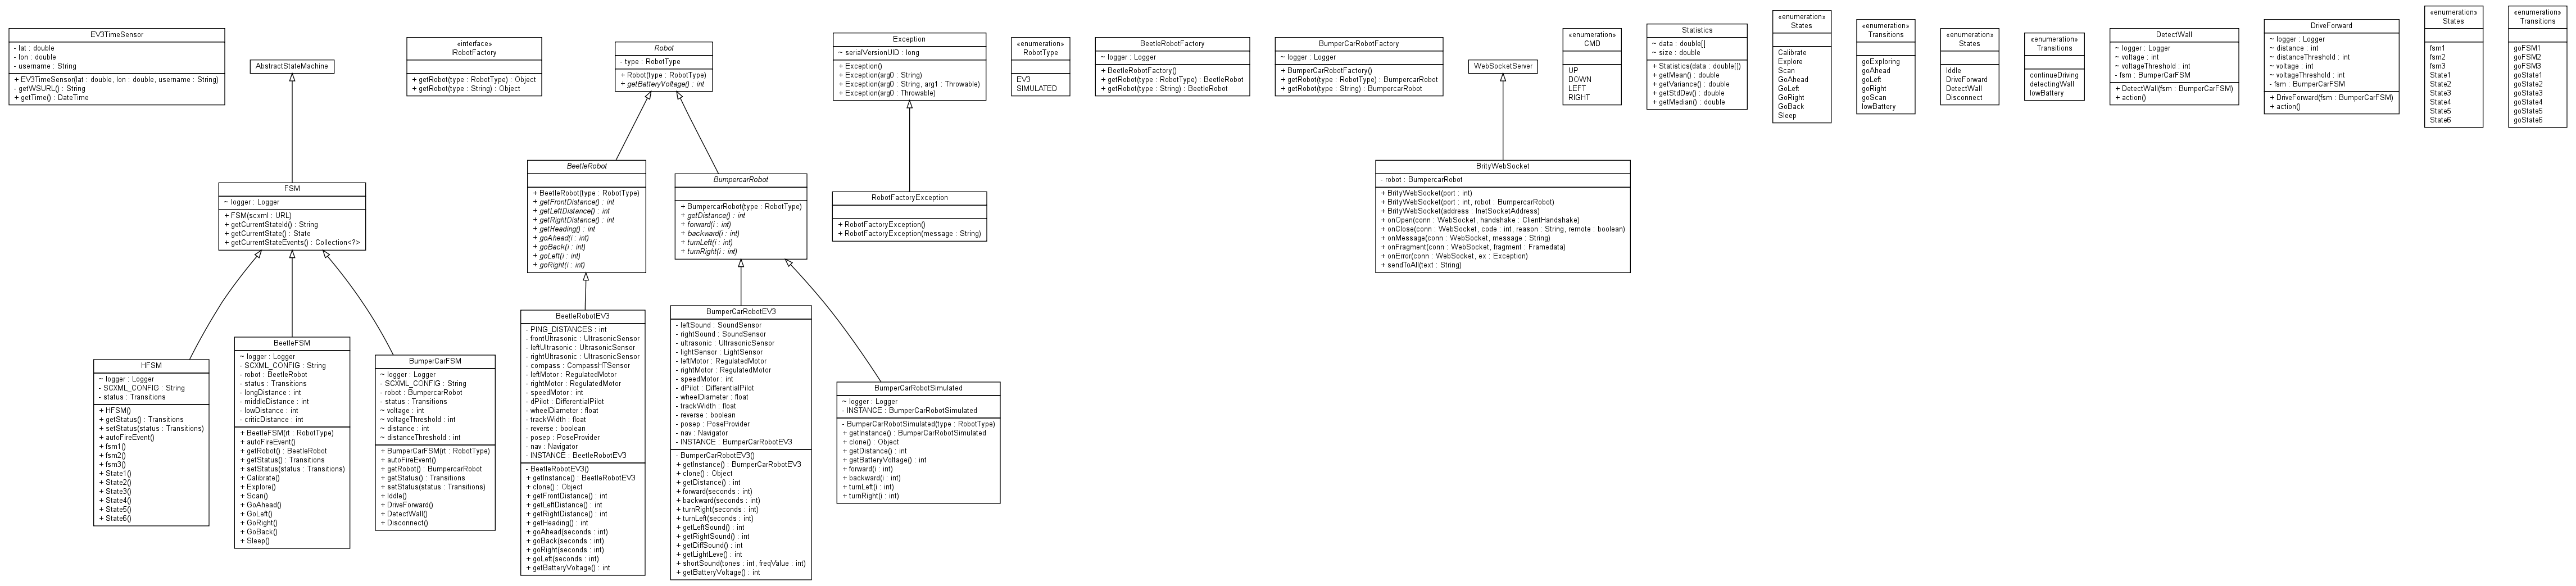 EV3TimeSensor
- lat : double
- lon : double
- username : String
+ EV3TimeSensor(lat : double, lon : double, username : String)
- getWSURL() : String
+ getTime() : DateTime
AbstractStateMachine
FSM
~ logger : Logger
+ FSM(scxml : URL)
+ getCurrentStateId() : String
+ getCurrentState() : State
+ getCurrentStateEvents() : Collection<?>
HFSM
~ logger : Logger
- SCXML_CONFIG : String
- status : Transitions
+ HFSM()
+ getStatus() : Transitions
+ setStatus(status : Transitions)
+ autoFireEvent()
+ fsm1()
+ fsm2()
+ fsm3()
+ State1()
+ State2()
+ State3()
+ State4()
+ State5()
+ State6()
BeetleFSM
~ logger : Logger
- SCXML_CONFIG : String
- robot : BeetleRobot
- status : Transitions
- longDistance : int
- middleDistance : int
- lowDistance : int
- criticDistance : int
+ BeetleFSM(rt : RobotType)
+ autoFireEvent()
+ getRobot() : BeetleRobot
+ getStatus() : Transitions
+ setStatus(status : Transitions)
+ Calibrate()
+ Explore()
+ Scan()
+ GoAhead()
+ GoLeft()
+ GoRight()
+ GoBack()
+ Sleep()
BumperCarFSM
~ logger : Logger
- SCXML_CONFIG : String
- robot : BumpercarRobot
- status : Transitions
~ voltage : int
~ voltageThreshold : int
~ distance : int
~ distanceThreshold : int
+ BumperCarFSM(rt : RobotType)
+ autoFireEvent()
+ getRobot() : BumpercarRobot
+ getStatus() : Transitions
+ setStatus(status : Transitions)
+ Iddle()
+ DriveForward()
+ DetectWall()
+ Disconnect()
«interface»
IRobotFactory
+ getRobot(type : RobotType) : Object
+ getRobot(type : String) : Object
Robot
- type : RobotType
+ Robot(type : RobotType)
+ getBatteryVoltage() : int
BeetleRobot
+ BeetleRobot(type : RobotType)
+ getFrontDistance() : int
+ getLeftDistance() : int
+ getRightDistance() : int
+ getHeading() : int
+ goAhead(i : int)
+ goBack(i : int)
+ goLeft(i : int)
+ goRight(i : int)
BumpercarRobot
+ BumpercarRobot(type : RobotType)
+ getDistance() : int
+ forward(i : int)
+ backward(i : int)
+ turnLeft(i : int)
+ turnRight(i : int)
BeetleRobotEV3
- PING_DISTANCES : int
- frontUltrasonic : UltrasonicSensor
- leftUltrasonic : UltrasonicSensor
- rightUltrasonic : UltrasonicSensor
- compass : CompassHTSensor
- leftMotor : RegulatedMotor
- rightMotor : RegulatedMotor
- speedMotor : int
- dPilot : DifferentialPilot
- wheelDiameter : float
- trackWidth : float
- reverse : boolean
- posep : PoseProvider
- nav : Navigator
- INSTANCE : BeetleRobotEV3
- BeetleRobotEV3()
+ getInstance() : BeetleRobotEV3
+ clone() : Object
+ getFrontDistance() : int
+ getLeftDistance() : int
+ getRightDistance() : int
+ getHeading() : int
+ goAhead(seconds : int)
+ goBack(seconds : int)
+ goRight(seconds : int)
+ goLeft(seconds : int)
+ getBatteryVoltage() : int
BumperCarRobotEV3
- leftSound : SoundSensor
- rightSound : SoundSensor
- ultrasonic : UltrasonicSensor
- lightSensor : LightSensor
- leftMotor : RegulatedMotor
- rightMotor : RegulatedMotor
- speedMotor : int
- dPilot : DifferentialPilot
- wheelDiameter : float
- trackWidth : float
- reverse : boolean
- posep : PoseProvider
- nav : Navigator
- INSTANCE : BumperCarRobotEV3
- BumperCarRobotEV3()
+ getInstance() : BumperCarRobotEV3
+ clone() : Object
+ getDistance() : int
+ forward(seconds : int)
+ backward(seconds : int)
+ turnRight(seconds : int)
+ turnLeft(seconds : int)
+ getLeftSound() : int
+ getRightSound() : int
+ getDiffSound() : int
+ getLightLeve() : int
+ shortSound(tones : int, freqValue : int)
+ getBatteryVoltage() : int
BumperCarRobotSimulated
~ logger : Logger
- INSTANCE : BumperCarRobotSimulated
- BumperCarRobotSimulated(type : RobotType)
+ getInstance() : BumperCarRobotSimulated
+ clone() : Object
+ getDistance() : int
+ getBatteryVoltage() : int
+ forward(i : int)
+ backward(i : int)
+ turnLeft(i : int)
+ turnRight(i : int)
Exception
~ serialVersionUID : long
+ Exception()
+ Exception(arg0 : String)
+ Exception(arg0 : String, arg1 : Throwable)
+ Exception(arg0 : Throwable)
RobotFactoryException
+ RobotFactoryException()
+ RobotFactoryException(message : String)
«enumeration»
RobotType
EV3
SIMULATED
BeetleRobotFactory
~ logger : Logger
+ BeetleRobotFactory()
+ getRobot(type : RobotType) : BeetleRobot
+ getRobot(type : String) : BeetleRobot
BumperCarRobotFactory
~ logger : Logger
+ BumperCarRobotFactory()
+ getRobot(type : RobotType) : BumpercarRobot
+ getRobot(type : String) : BumpercarRobot
WebSocketServer
BrityWebSocket
- robot : BumpercarRobot
+ BrityWebSocket(port : int)
+ BrityWebSocket(port : int, robot : BumpercarRobot)
+ BrityWebSocket(address : InetSocketAddress)
+ onOpen(conn : WebSocket, handshake : ClientHandshake)
+ onClose(conn : WebSocket, code : int, reason : String, remote : boolean)
+ onMessage(conn : WebSocket, message : String)
+ onFragment(conn : WebSocket, fragment : Framedata)
+ onError(conn : WebSocket, ex : Exception)
+ sendToAll(text : String)
«enumeration»
CMD
UP
DOWN
LEFT
RIGHT
Statistics
~ data : double[]
~ size : double
+ Statistics(data : double[])
+ getMean() : double
+ getVariance() : double
+ getStdDev() : double
+ getMedian() : double
«enumeration»
States
Calibrate
Explore
Scan
GoAhead
GoLeft
GoRight
GoBack
Sleep
«enumeration»
Transitions
goExploring
goAhead
goLeft
goRight
goScan
lowBattery
«enumeration»
States
Iddle
DriveForward
DetectWall
Disconnect
«enumeration»
Transitions
continueDriving
detectingWall
lowBattery
DetectWall
~ logger : Logger
~ voltage : int
~ voltageThreshold : int
- fsm : BumperCarFSM
+ DetectWall(fsm : BumperCarFSM)
+ action()
DriveForward
~ logger : Logger
~ distance : int
~ distanceThreshold : int
~ voltage : int
~ voltageThreshold : int
- fsm : BumperCarFSM
+ DriveForward(fsm : BumperCarFSM)
+ action()
«enumeration»
States
fsm1
fsm2
fsm3
State1
State2
State3
State4
State5
State6
«enumeration»
Transitions
goFSM1
goFSM2
goFSM3
goState1
goState2
goState3
goState4
goState5
goState6